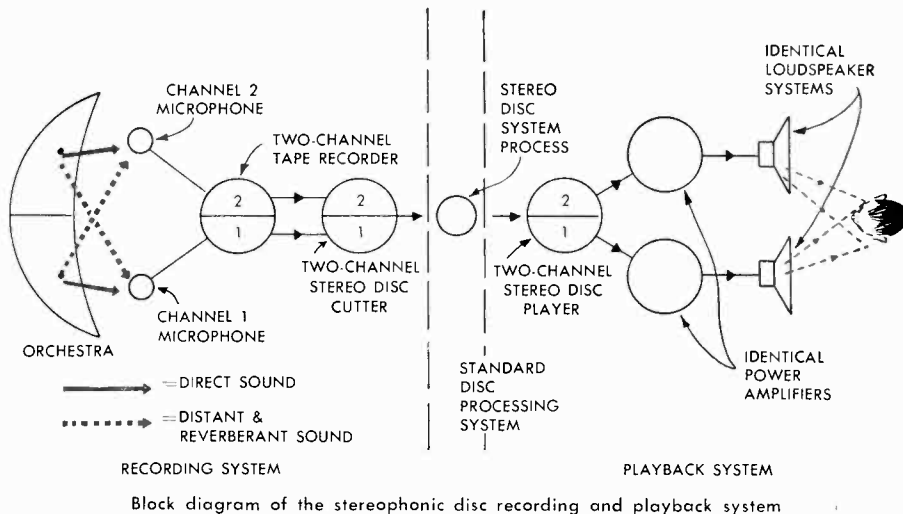 IDENTICAL
LOUDSPEAKER
SYSTEMS
CHANNEL 2
MICROPHONE
STEREO
DISC
SYSTEM
PROCESS
TWO-CHANNEL
TAPE RECORDER
2
1
2
1
2
1
TWO-CHANNEL
STEREO DISC
CUTTER
TWO-CHANNEL
STEREO DISC
PLAYER
CHANNEL 1
MICROPHONE
ORCHESTRA
=DIRECT SOUND
=DISTANT &
REVERBERANT SOUND
STANDARD
DISC
PROCESSING
SYSTEM
IDENTICAL
POWER
AMPLIFIERS
RECORDING SYSTEM
PLAYBACK SYSTEM
Block diagram of the stereophonic disc recording and playback system